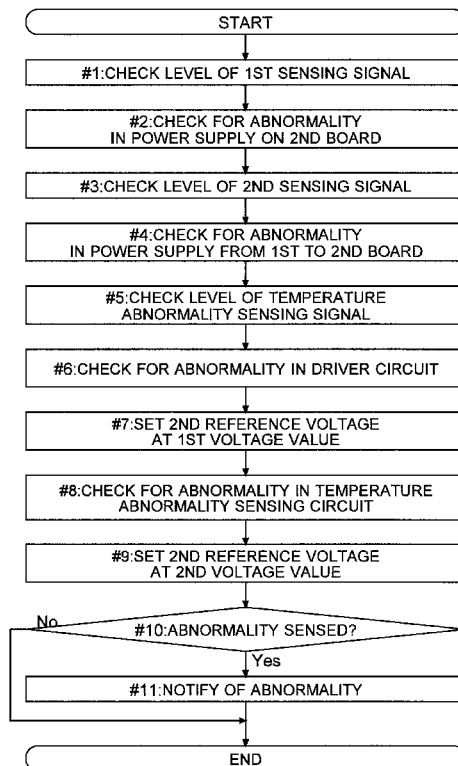 START
#1:CHECK LEVEL OF 1ST SENSING SIGNAL
#2:CHECK FOR ABNORMALITY
IN POWER SUPPLY ON 2ND BOARD
#3:CHECK LEVEL OF 2ND SENSING SIGNAL
#4:CHECK FOR ABNORMALITY
IN POWER SUPPLY FROM 1ST TO 2ND BOARD
#5:CHECK LEVEL OF TEMPERATURE
ABNORMALITY SENSING SIGNAL
#6:CHECK FOR ABNORMALITY IN DRIVER CIRCUIT
#7:SET 2ND REFERENCE VOLTAGE
AT 1ST VOLTAGE VALUE
#8:CHECK FOR ABNORMALITY IN TEMPERATURE
ABNORMALITY SENSING CIRCUIT
#9:SET 2ND REFERENCE VOLTAGE
AT 2ND VOLTAGE VALUE
No
#10:ABNORMALITY SENSED?
Yes
#11:NOTIFY OF ABNORMALITY
END